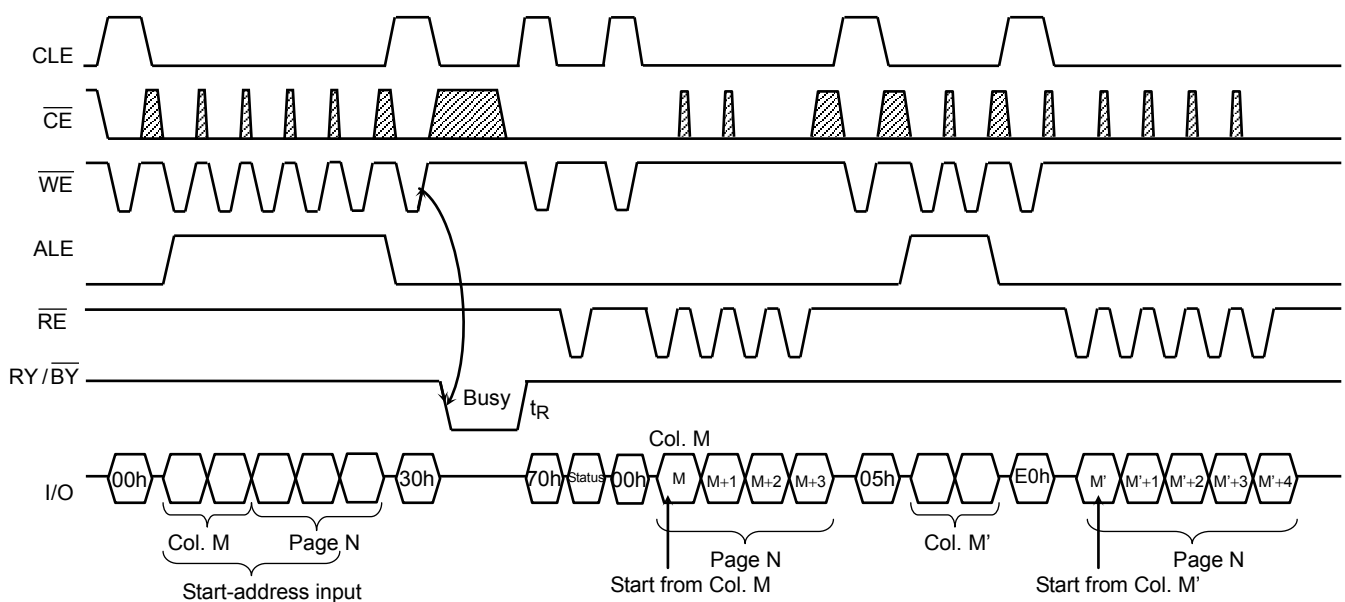 CLE
CE
WE
ALE
RE
RY/BY
Busy
tR
Col. M
I/O
00h
30h
70h
Status
00h
M
M+1
M+2
M+3
05h
E0h
M'
M'+1
M'+2
M'+3
M'+4
Col. M
Page N
Start-address input
Page N
Start from Col. M
Col. M'
Page N
Start from Col. M'